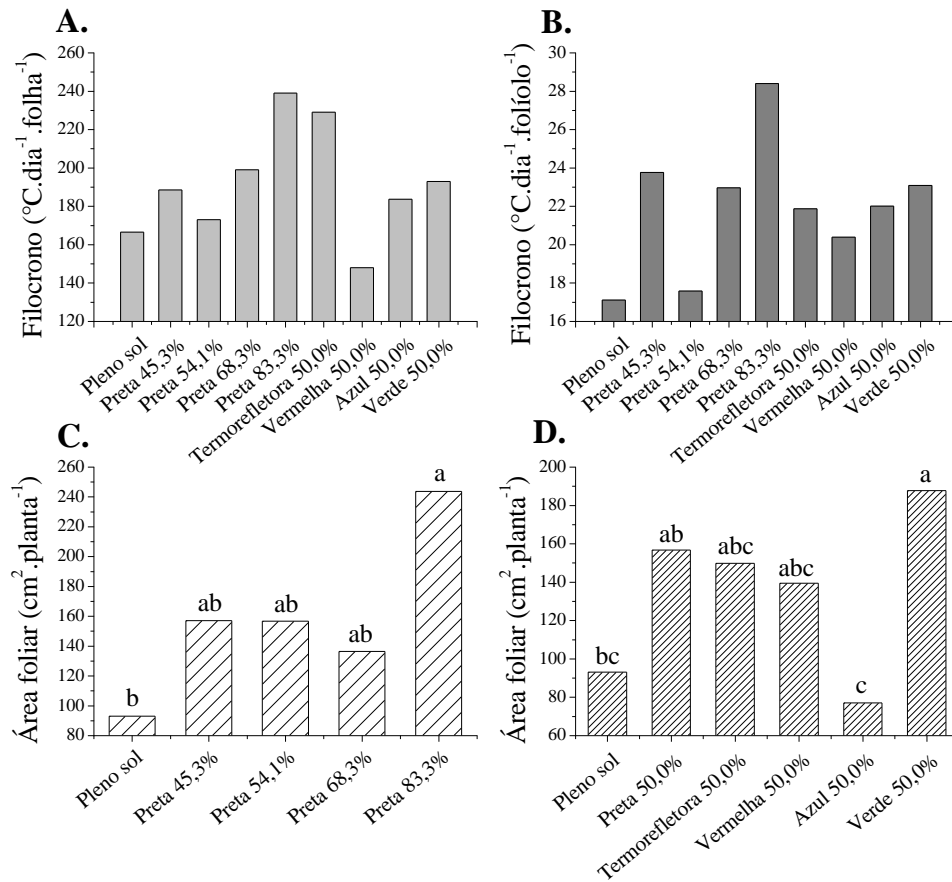 A.
Filocrono (°C.dia⁻¹.folha⁻¹)
260
240
220
200
180
160
140
120
Pleno sol
Preta 45,3%
Preta 54,1%
Preta 68,3%
Preta 83,3%
Termorefletora 50,0%
Vermelha 50,0%
Azul 50,0%
Verde 50,0%
B.
Filocrono (°C.dia⁻¹.folíolo⁻¹)
30
28
26
24
22
20
18
16
Pleno sol
Preta 45,3%
Preta 54,1%
Preta 68,3%
Preta 83,3%
Termorefletora 50,0%
Vermelha 50,0%
Azul 50,0%
Verde 50,0%
C.
Área foliar (cm².planta⁻¹)
260
240
220
200
180
160
140
120
100
80
b
ab
ab
ab
a
Pleno sol
Preta 45,3%
Preta 54,1%
Preta 68,3%
Preta 83,3%
D.
Área foliar (cm².planta⁻¹)
200
180
160
140
120
100
80
60
bc
ab
abc
abc
c
a
Pleno sol
Preta 50,0%
Termorefletora 50,0%
Vermelha 50,0%
Azul 50,0%
Verde 50,0%